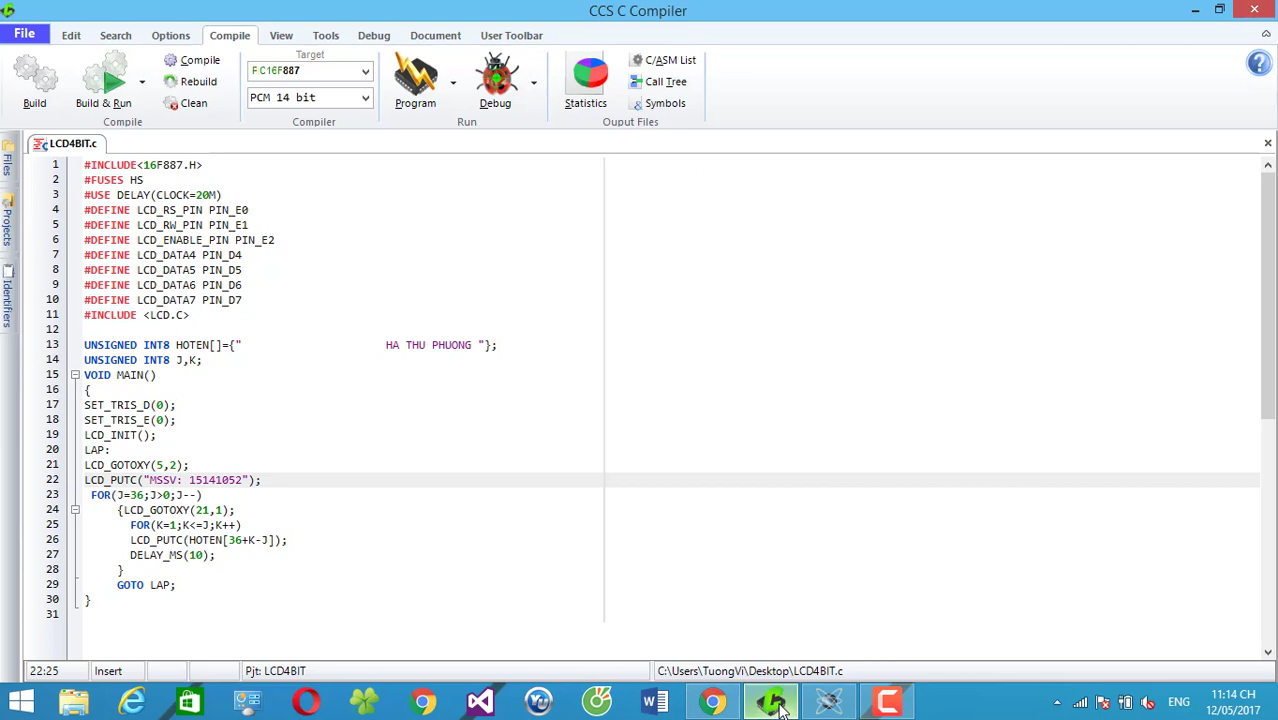 CCS C Compiler
File Edit Search Options Compile View Tools Debug Document User Toolbar
Build
Build & Run
Compile
Rebuild
Clean
Compile
Target
PIC16F887
PCM 14 bit
Compiler
Program
Debug
Run
Statistics
C/ASM List
Call Tree
Symbols
Ouput Files
LCD4BIT.c
Files
Projects
Identifiers
1 #INCLUDE<16F887.H>
2 #FUSES HS
3 #USE DELAY(CLOCK=20M)
4 #DEFINE LCD_RS_PIN PIN_E0
5 #DEFINE LCD_RW_PIN PIN_E1
6 #DEFINE LCD_ENABLE_PIN PIN_E2
7 #DEFINE LCD_DATA4 PIN_D4
8 #DEFINE LCD_DATA5 PIN_D5
9 #DEFINE LCD_DATA6 PIN_D6
10 #DEFINE LCD_DATA7 PIN_D7
11 #INCLUDE <LCD.C>
12
13 UNSIGNED INT8 HOTEN[]={" HA THU PHUONG "};
14 UNSIGNED INT8 J,K;
15 VOID MAIN()
16 {
17 SET_TRIS_D(0);
18 SET_TRIS_E(0);
19 LCD_INIT();
20 LAP:
21 LCD_GOTOXY(5,2);
22 LCD_PUTC("MSSV: 15141052");
23 FOR(J=36;J>0;J--)
24 {LCD_GOTOXY(21,1);
25 FOR(K=1;K<=J;K++)
26 LCD_PUTC(HOTEN[36+K-J]);
27 DELAY_MS(10);
28 }
29 GOTO LAP;
30 }
31
22:25 Insert Pjt: LCD4BIT C:\Users\TuongVi\Desktop\LCD4BIT.c
ENG
11:14 CH
12/05/2017